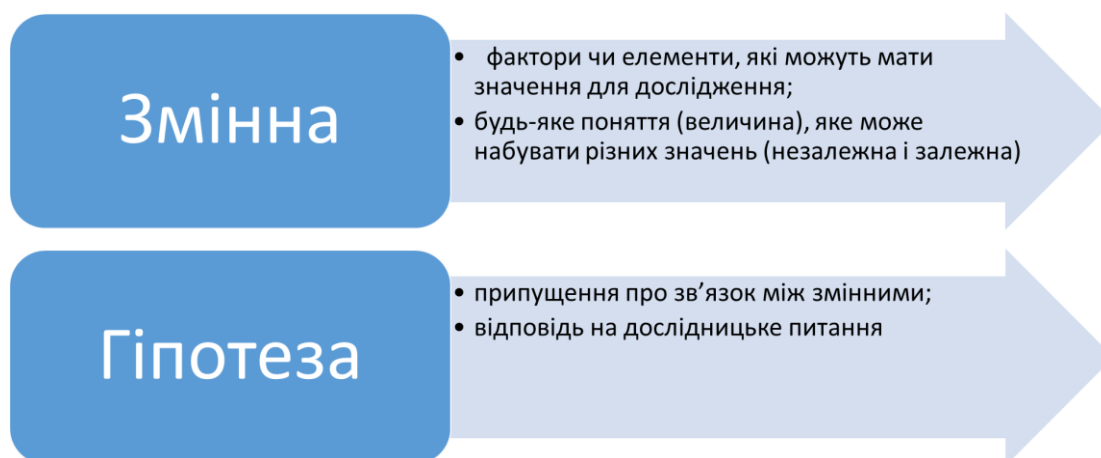 Змінна
• фактори чи елементи, які можуть мати
значення для дослідження;
• будь-яке поняття (величина), яке може
набувати різних значень (незалежна і залежна)
Гіпотеза
• припущення про зв’язок між змінними;
• відповідь на дослідницьке питання